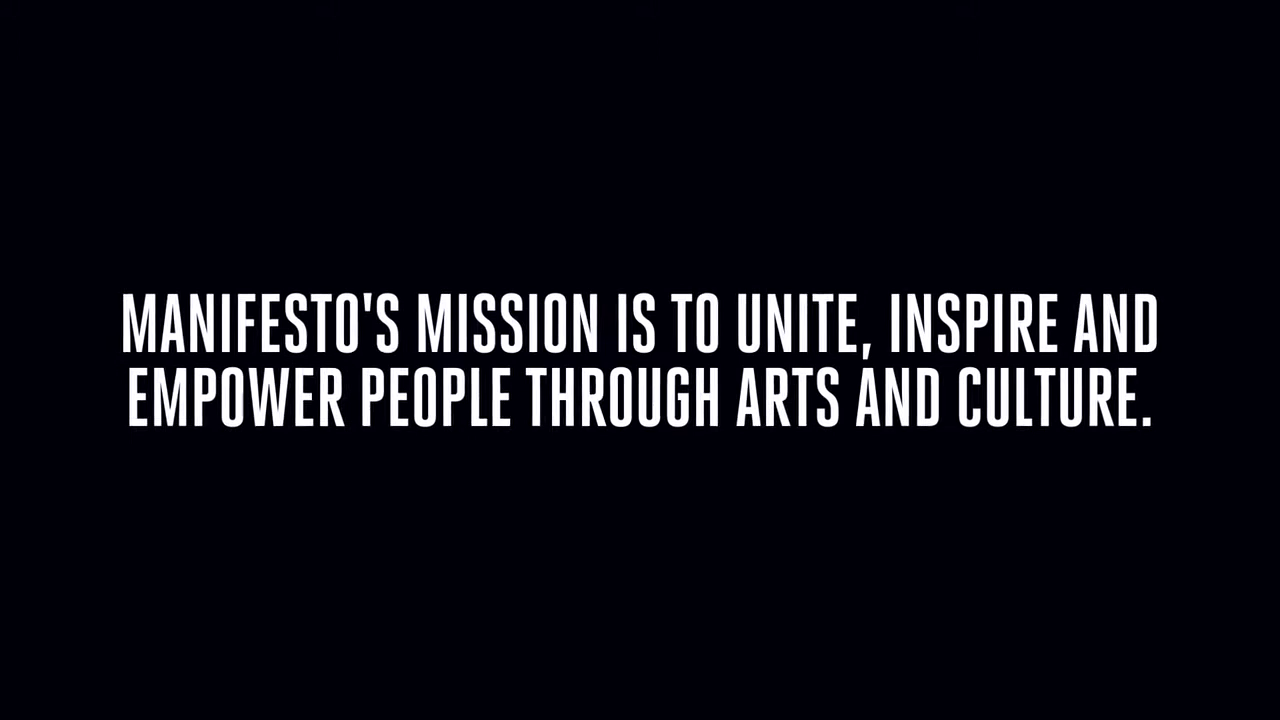 MANIFESTO'S MISSION IS TO UNITE, INSPIRE AND
EMPOWER PEOPLE THROUGH ARTS AND CULTURE.